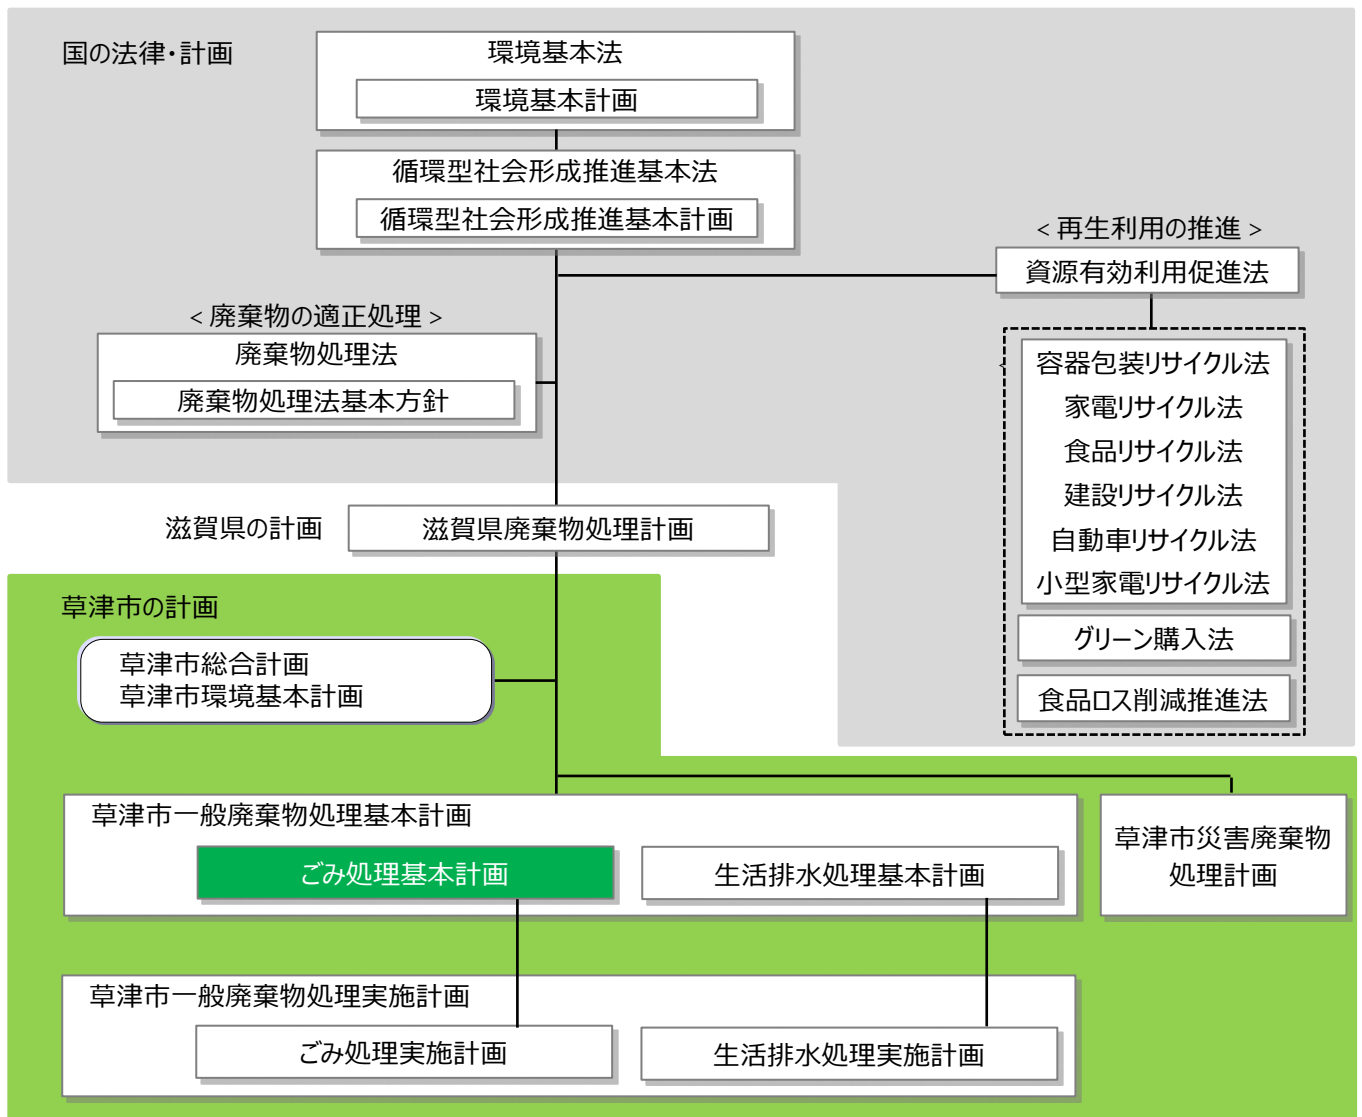 国の法律・計画
環境基本法
環境基本計画
循環型社会形成推進基本法
循環型社会形成推進基本計画
＜再生利用の推進＞
資源有効利用促進法
＜廃棄物の適正処理＞
廃棄物処理法
廃棄物処理法基本方針
容器包装リサイクル法
家電リサイクル法
食品リサイクル法
建設リサイクル法
自動車リサイクル法
小型家電リサイクル法
グリーン購入法
食品ロス削減推進法
滋賀県の計画
滋賀県廃棄物処理計画
草津市の計画
草津市総合計画
草津市環境基本計画
草津市一般廃棄物処理基本計画
ごみ処理基本計画
生活排水処理基本計画
草津市災害廃棄物
処理計画
草津市一般廃棄物処理実施計画
ごみ処理実施計画
生活排水処理実施計画